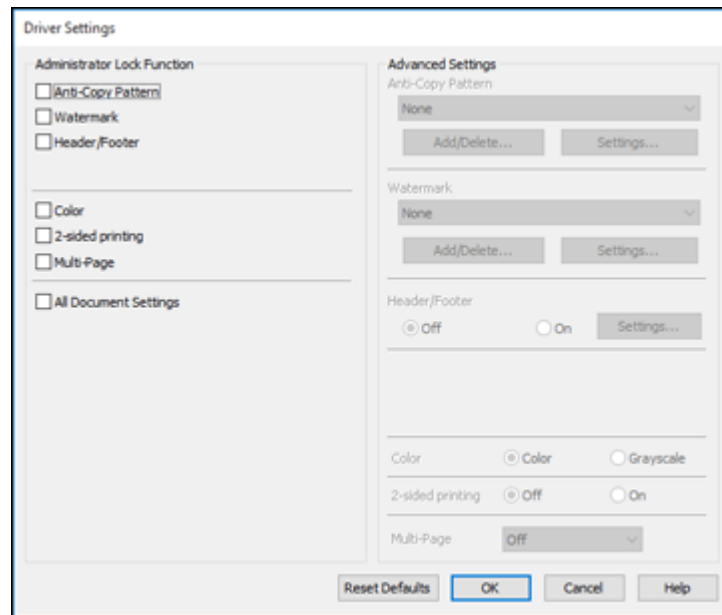 Driver Settings
Administrator Lock Function
Anti-Copy Pattern
Watermark
Header/Footer
Color
2-sided printing
Multi-Page
All Document Settings
Advanced Settings
Anti-Copy Pattern
None
Add/Delete... Settings...
Watermark
None
Add/Delete... Settings...
Header/Footer
Off On Settings...
Color Color Grayscale
2-sided printing Off On
Multi-Page Off
Reset Defaults OK Cancel Help